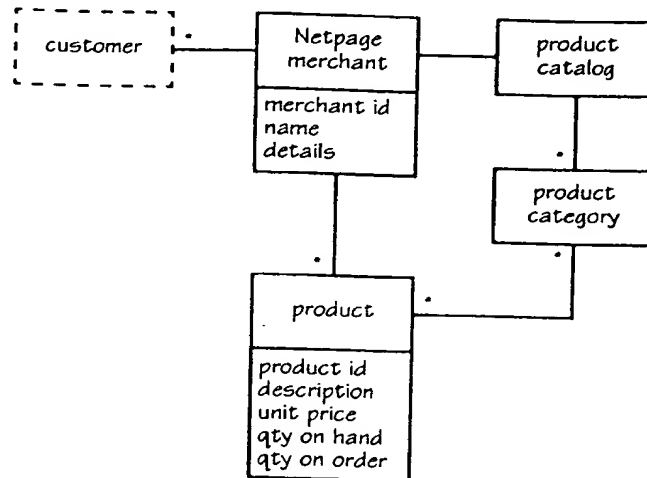 customer
Netpage
merchant
merchant id
name
details
product
catalog
product
category
product
product id
description
unit price
qty on hand
qty on order